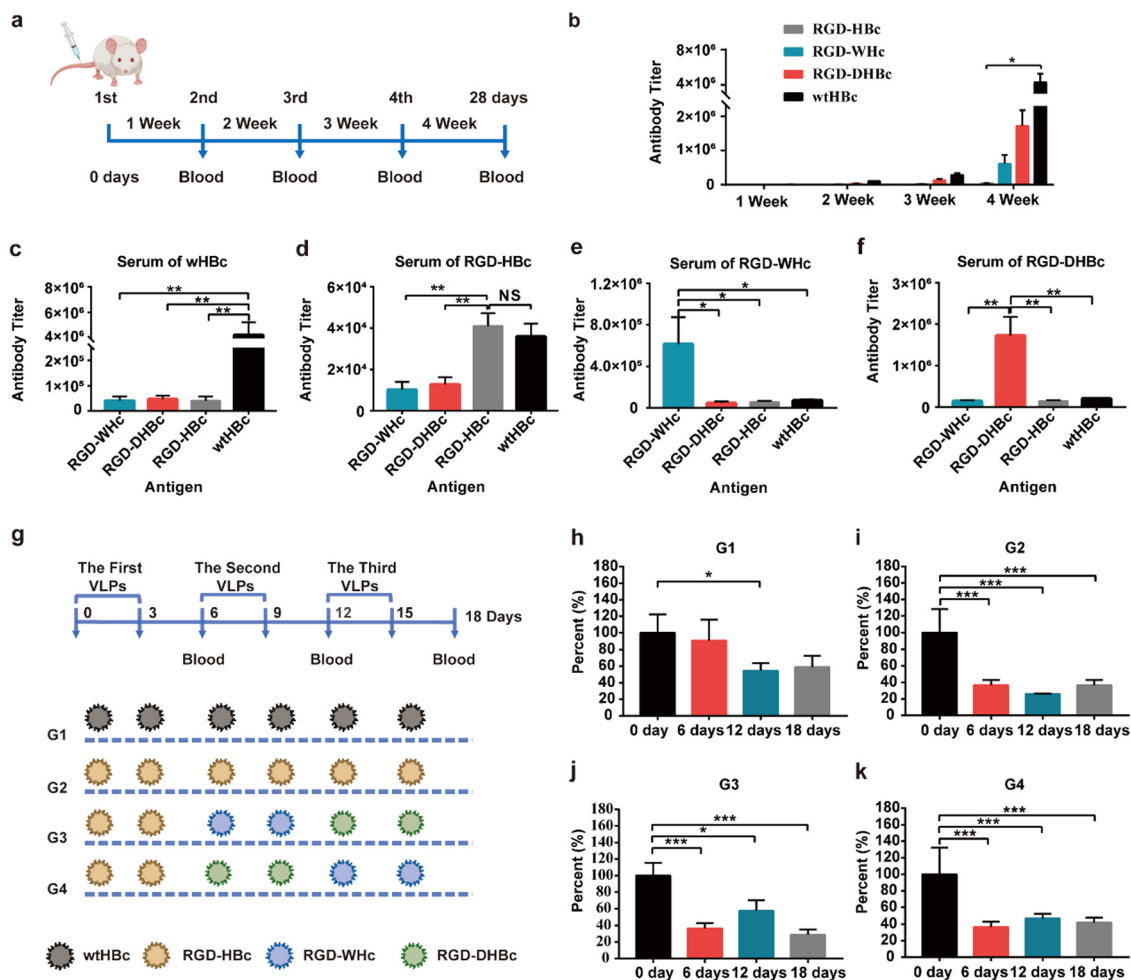 a
1st 2nd 3rd 4th 28 days
1 Week 2 Week 3 Week 4 Week
0 days Blood Blood Blood Blood
b
RGD-HBc
RGD-WHc
RGD-DHBc
wtHBc
Antibody Titer
8×10⁶
6×10⁶
4×10⁶
2×10⁶
1×10⁶
0
*
1 Week 2 Week 3 Week 4 Week
c
Serum of wHBc
Antibody Titer
8×10⁶
6×10⁶
4×10⁶
2×10⁵
1×10⁵
0
**
**
**
RGD-WHc RGD-DHBc RGD-HBc wtHBc
Antigen
d
Serum of RGD-HBc
Antibody Titer
6×10⁴
4×10⁴
2×10⁴
0
** NS
**
RGD-WHc RGD-DHBc RGD-HBc wtHBc
Antigen
e
Serum of RGD-WHc
Antibody Titer
1.2×10⁶
9.0×10⁵
6.0×10⁵
3.0×10⁵
0
*
*
*
RGD-WHc RGD-DHBc RGD-HBc wtHBc
Antigen
f
Serum of RGD-DHBc
Antibody Titer
3×10⁶
2×10⁶
1×10⁶
0
** **
**
RGD-WHc RGD-DHBc RGD-HBc wtHBc
Antigen
g
The First VLPs The Second VLPs The Third VLPs
0 3 6 9 12 15 18 Days
Blood Blood Blood
G1
G2
G3
G4
wtHBc RGD-HBc RGD-WHc RGD-DHBc
h
G1
Percent (%)
180
160
140
120
100
80
60
40
20
0
*
0 day 6 days 12 days 18 days
i
G2
Percent (%)
180
160
140
120
100
80
60
40
20
0
***
***
***
0 day 6 days 12 days 18 days
j
G3
Percent (%)
180
160
140
120
100
80
60
40
20
0
***
*
***
0 day 6 days 12 days 18 days
k
G4
Percent (%)
180
160
140
120
100
80
60
40
20
0
***
***
***
0 day 6 days 12 days 18 days